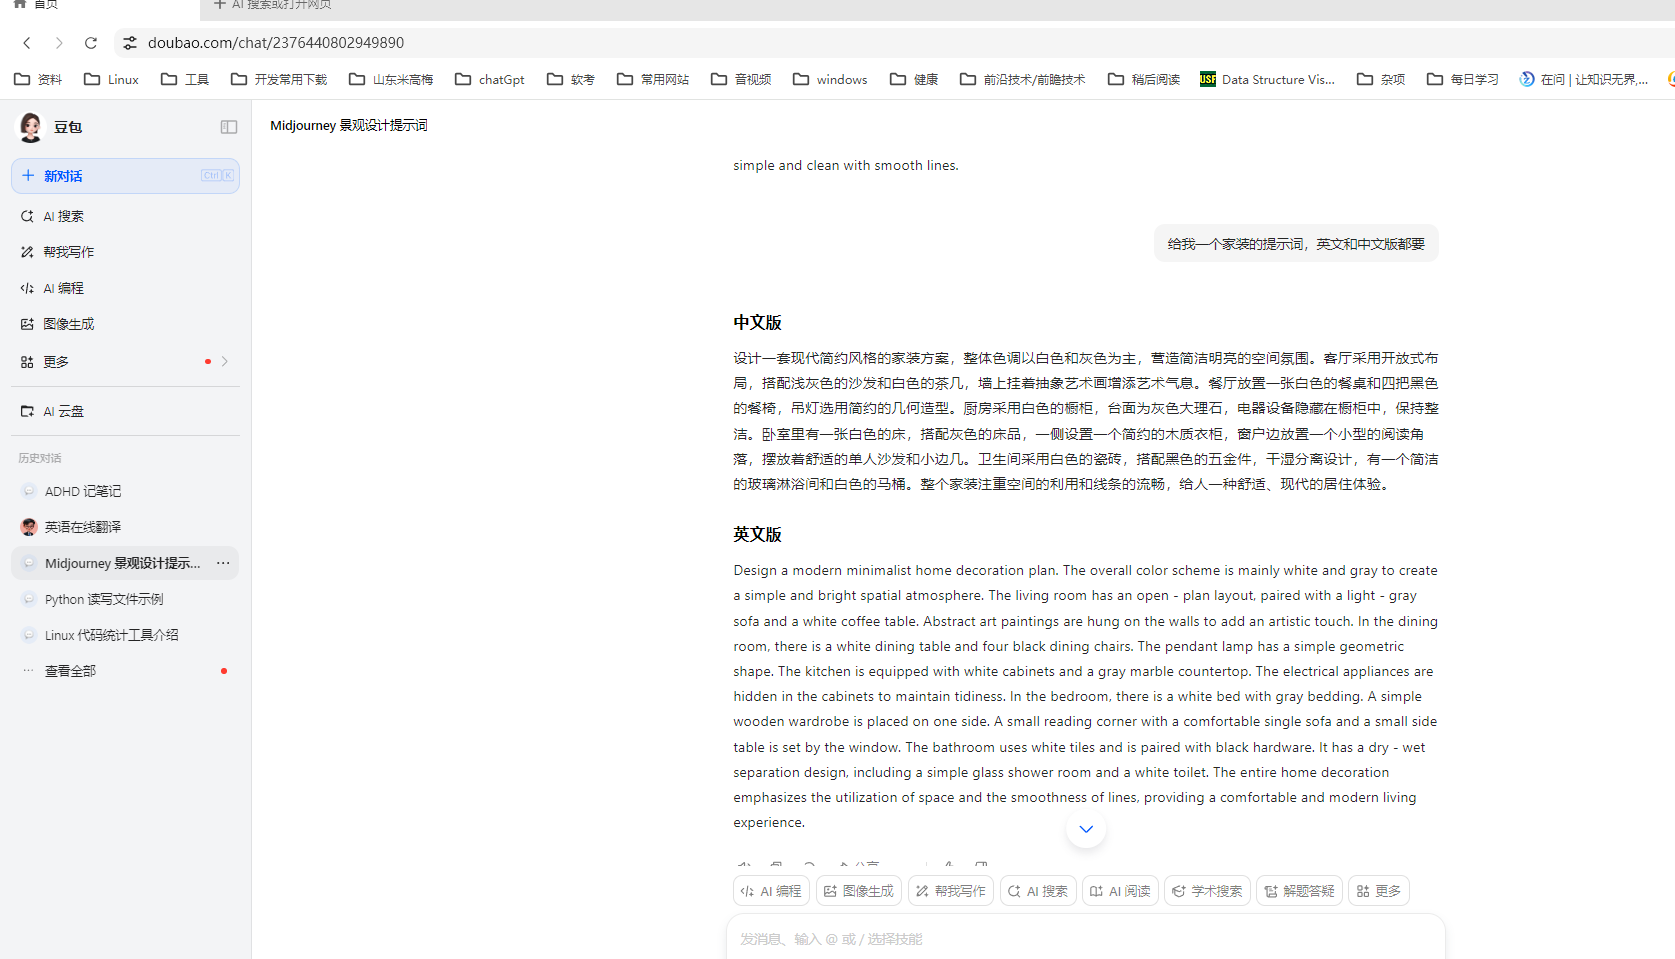 首页
AI 搜索或打开网页
doubao.com/chat/2376440802949890
资料
Linux
工具
开发常用下载
山东米高梅
chatGpt
软考
常用网站
音视频
windows
健康
前沿技术/前瞻技术
稍后阅读
USF Data Structure Vis...
杂项
每日学习
在问 | 让知识无界,...
豆包
新对话
Ctrl K
AI 搜索
帮我写作
AI 编程
图像生成
更多
AI 云盘
历史对话
ADHD 记笔记
英语在线翻译
Midjourney 景观设计提示... ...
Python 读写文件示例
Linux 代码统计工具介绍
查看全部
Midjourney 景观设计提示词
simple and clean with smooth lines.
给我一个家装的提示词，英文和中文版都要
中文版
设计一套现代简约风格的家装方案，整体色调以白色和灰色为主，营造简洁明亮的空间氛围。客厅采用开放式布
局，搭配浅灰色的沙发和白色的茶几，墙上挂着抽象艺术画增添艺术气息。餐厅放置一张白色的餐桌和四把黑色
的餐椅，吊灯选用简约的几何造型。厨房采用白色的橱柜，台面为灰色大理石，电器设备隐藏在橱柜中，保持整
洁。卧室里有一张白色的床，搭配灰色的床品，一侧设置一个简约的木质衣柜，窗户边放置一个小型的阅读角
落，摆放着舒适的单人沙发和小边几。卫生间采用白色的瓷砖，搭配黑色的五金件，干湿分离设计，有一个简洁
的玻璃淋浴间和白色的马桶。整个家装注重空间的利用和线条的流畅，给人一种舒适、现代的居住体验。
英文版
Design a modern minimalist home decoration plan. The overall color scheme is mainly white and gray to create
a simple and bright spatial atmosphere. The living room has an open - plan layout, paired with a light - gray
sofa and a white coffee table. Abstract art paintings are hung on the walls to add an artistic touch. In the dining
room, there is a white dining table and four black dining chairs. The pendant lamp has a simple geometric
shape. The kitchen is equipped with white cabinets and a gray marble countertop. The electrical appliances are
hidden in the cabinets to maintain tidiness. In the bedroom, there is a white bed with gray bedding. A simple
wooden wardrobe is placed on one side. A small reading corner with a comfortable single sofa and a small side
table is set by the window. The bathroom uses white tiles and is paired with black hardware. It has a dry - wet
separation design, including a simple glass shower room and a white toilet. The entire home decoration
emphasizes the utilization of space and the smoothness of lines, providing a comfortable and modern living
experience.
分享
AI 编程
图像生成
帮我写作
AI 搜索
AI 阅读
学术搜索
解题答疑
更多
发消息、输入 @ 或 / 选择技能